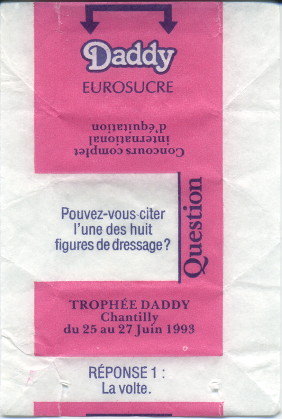 Daddy
EUROSUCRE
Concours complet
international
d'équitation
Question
Pouvez-vous citer
l'une des huit
figures de dressage?
TROPHÉE DADDY
Chantilly
du 25 au 27 Juin 1993
RÉPONSE 1 :
La volte.